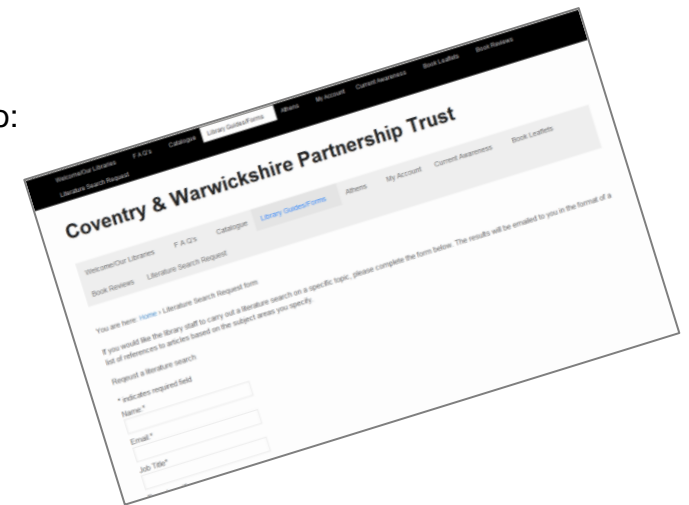 o:
Welcome/Our Libraries F A Q's Catalogue Library Guides/Forms Athens My Account Current Awareness Book Leaflets Book Reviews
Literature Search Request
Coventry & Warwickshire Partnership Trust
Welcome/Our Libraries F A Q's Catalogue Library Guides/Forms Athens My Account Current Awareness Book Leaflets
Book Reviews Literature Search Request
You are here: Home › Literature Search Request form
If you would like the library staff to carry out a literature search on a specific topic, please complete the form below. The results will be emailed to you in the format of a
list of references to articles based on the subject areas you specify.
Request a literature search
* indicates required field
Name:*
Email:*
Job Title*